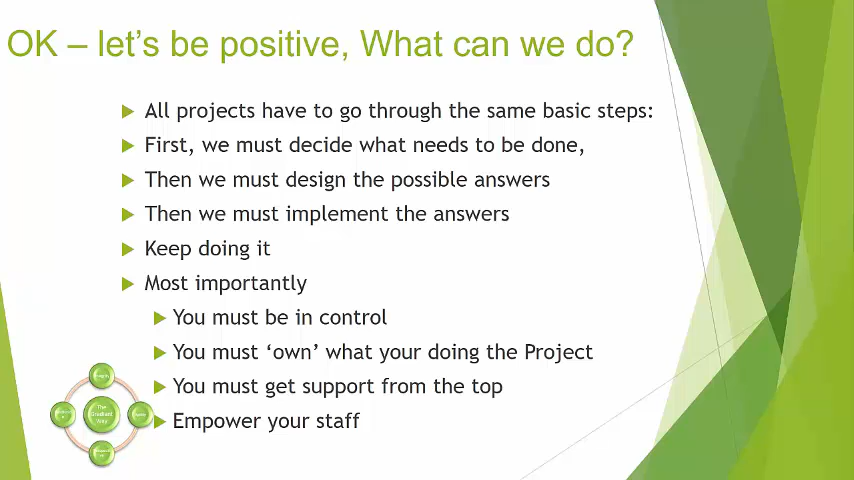 OK – let's be positive, What can we do?
All projects have to go through the same basic steps:
First, we must decide what needs to be done,
Then we must design the possible answers
Then we must implement the answers
Keep doing it
Most importantly
You must be in control
You must ‘own’ what your doing the Project
You must get support from the top
Empower your staff
The
Way